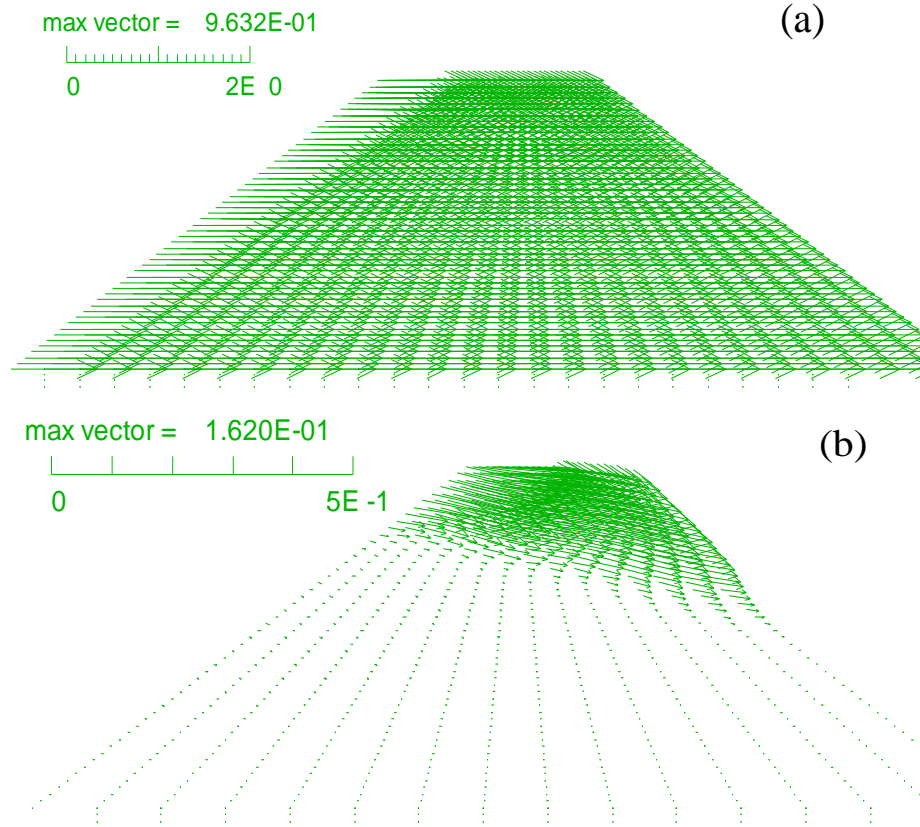 max vector = 9.632E-01
(a)
0 2E 0
max vector = 1.620E-01
(b)
0 5E -1